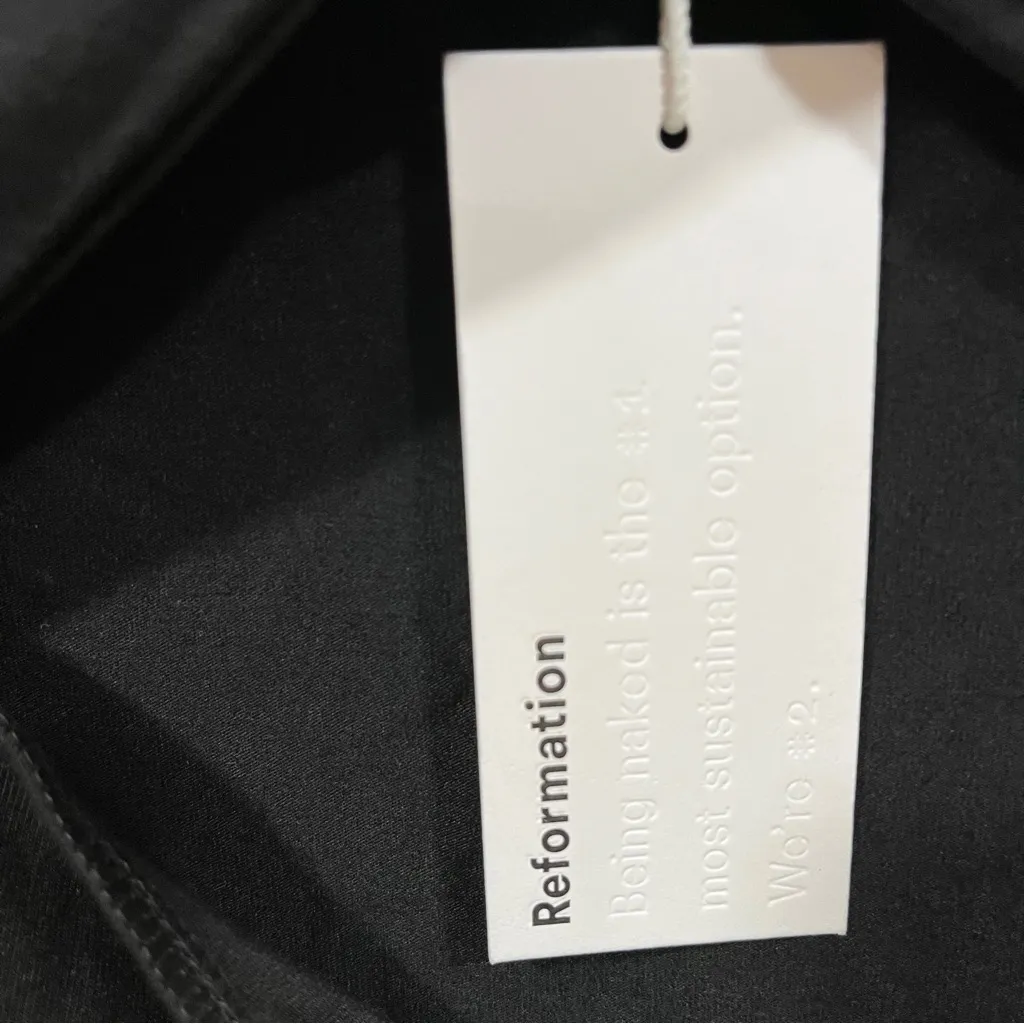 Reformation
Being naked is the #1
most sustainable option.
We're #2.